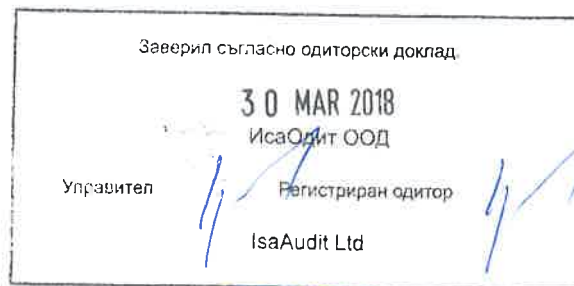 Заверил съгласно одиторски доклад
30 MAR 2018
ИсаОдит ООД
Управител Регистриран одитор
IsaAudit Ltd